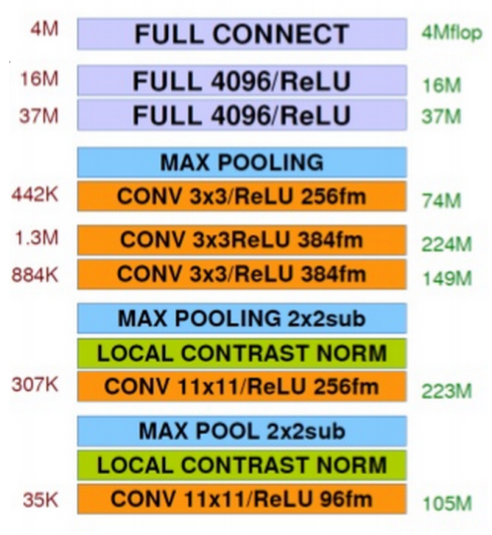 4M FULL CONNECT 4Mflop
16M FULL 4096/ReLU 16M
37M FULL 4096/ReLU 37M
MAX POOLING
442K CONV 3x3/ReLU 256fm 74M
1.3M CONV 3x3ReLU 384fm 224M
884K CONV 3x3/ReLU 384fm 149M
MAX POOLING 2x2sub
LOCAL CONTRAST NORM
307K CONV 11x11/ReLU 256fm 223M
MAX POOL 2x2sub
LOCAL CONTRAST NORM
35K CONV 11x11/ReLU 96fm 105M